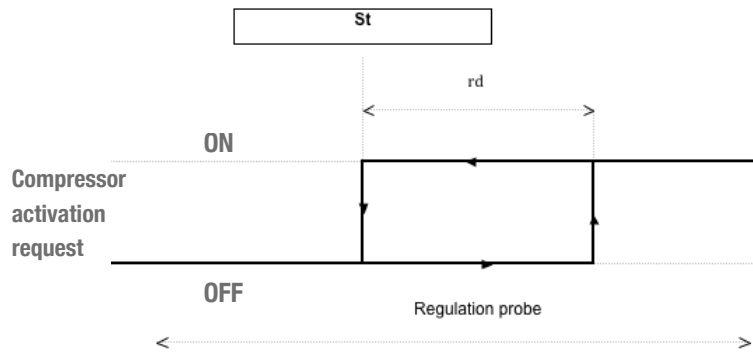 St
rd
ON
Compressor
activation
request
OFF
Regulation probe